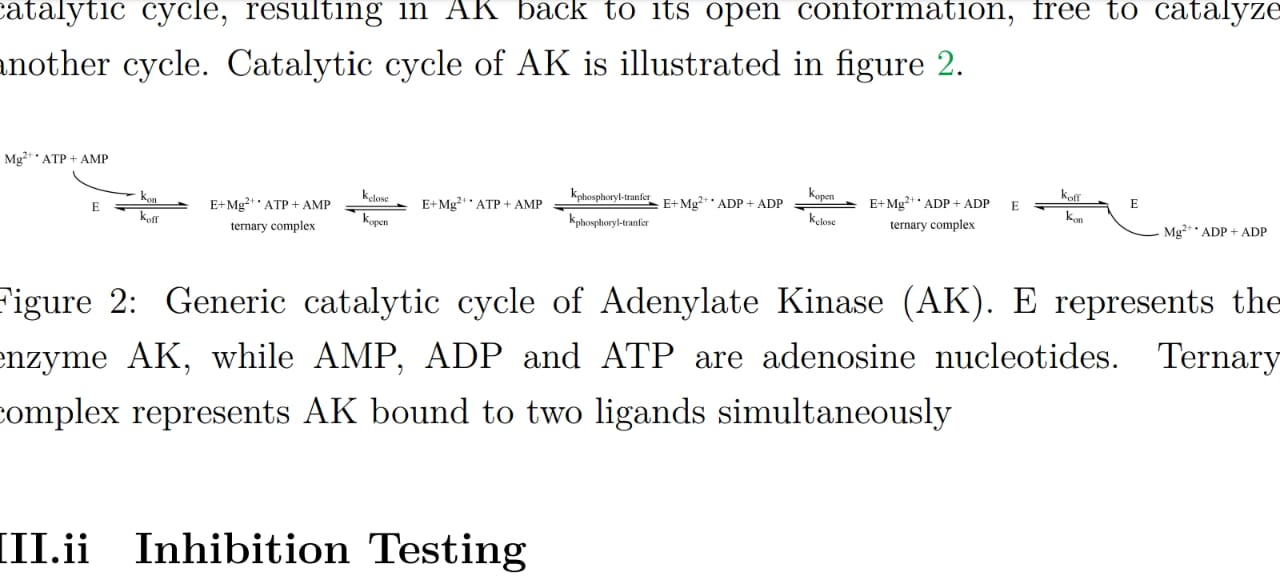 catalytic cycle, resulting in AK back to its open conformation, free to catalyze
another cycle. Catalytic cycle of AK is illustrated in figure 2.
Mg²⁺• ATP + AMP
E k_on k_off E+Mg²⁺• ATP + AMP k_close k_open E+Mg²⁺• ATP + AMP k_phosphoryl-tranfer k_phosphoryl-tranfer E+Mg²⁺• ADP + ADP k_open k_close E+Mg²⁺• ADP + ADP E k_off k_on E
ternary complex ternary complex Mg²⁺• ADP + ADP
Figure 2: Generic catalytic cycle of Adenylate Kinase (AK). E represents the
enzyme AK, while AMP, ADP and ATP are adenosine nucleotides. Ternary
complex represents AK bound to two ligands simultaneously
III.ii Inhibition Testing